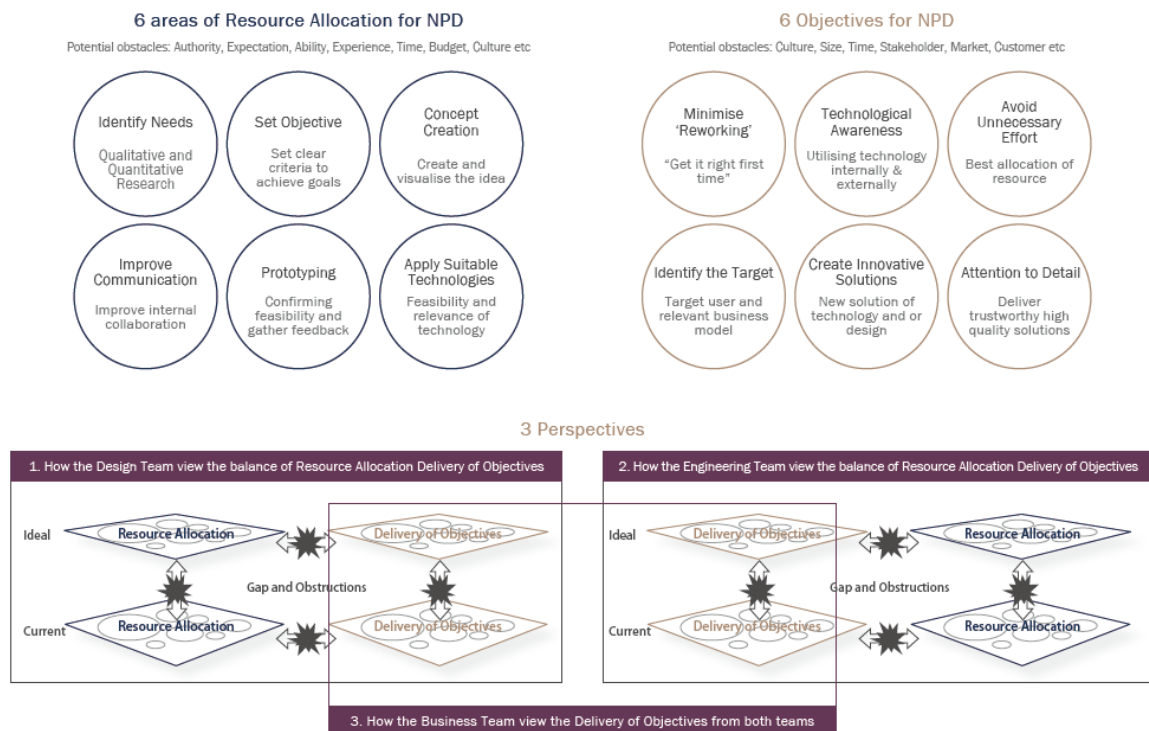 6 areas of Resource Allocation for NPD
Potential obstacles: Authority, Expectation, Ability, Experience, Time, Budget, Culture etc
Identify Needs
Qualitative and
Quantitative
Research
Set Objective
Set clear
criteria to
achieve goals
Concept
Creation
Create and
visualise the idea
Improve
Communication
Improve internal
collaboration
Prototyping
Confirming
feasibility and
gather feedback
Apply Suitable
Technologies
Feasibility and
relevance of
technology
6 Objectives for NPD
Potential obstacles: Culture, Size, Time, Stakeholder, Market, Customer etc
Minimise
‘Reworking’
“Get it right first
time”
Technological
Awareness
Utilising technology
internally &
externally
Avoid
Unnecessary
Effort
Best allocation of
resource
Identify the Target
Target user and
relevant business
model
Create Innovative
Solutions
New solution of
technology and or
design
Attention to Detail
Deliver
trustworthy high
quality solutions
3 Perspectives
1. How the Design Team view the balance of Resource Allocation Delivery of Objectives
Ideal
Resource Allocation
Delivery of Objectives
Gap and Obstructions
Current
Resource Allocation
Delivery of Objectives
2. How the Engineering Team view the balance of Resource Allocation Delivery of Objectives
Ideal
Delivery of Objectives
Resource Allocation
Gap and Obstructions
Current
Delivery of Objectives
Resource Allocation
3. How the Business Team view the Delivery of Objectives from both teams